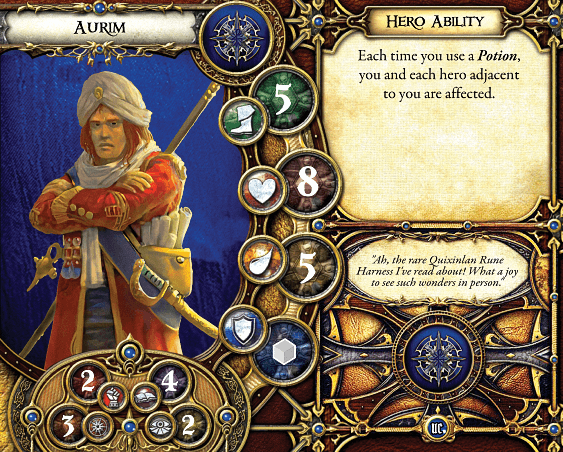 AURIM
HERO ABILITY
Each time you use a Potion,
you and each hero adjacent
to you are affected.
5
8
5
"Ah, the rare Quixinlan Rune
Harness I've read about! What a joy
to see such wonders in person."
2
4
3
2
UC